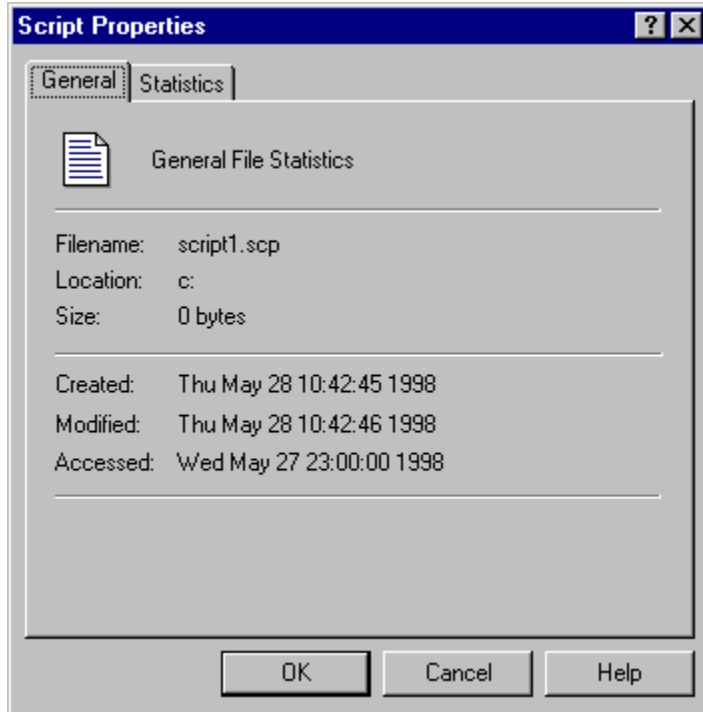 Script Properties
General Statistics
General File Statistics
Filename: script1.scp
Location: c:
Size: 0 bytes
Created: Thu May 28 10:42:45 1998
Modified: Thu May 28 10:42:46 1998
Accessed: Wed May 27 23:00:00 1998
OK Cancel Help